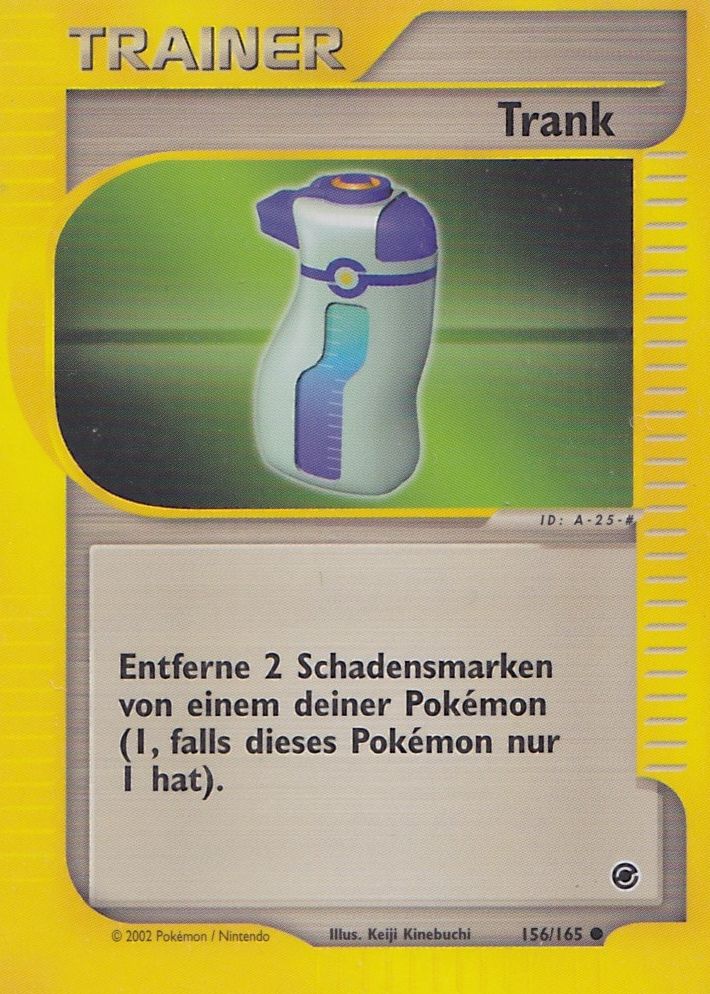 TRAINER
Trank
ID: A-25-#
Entferne 2 Schadensmarken
von einem deiner Pokémon
(1, falls dieses Pokémon nur
1 hat).
© 2002 Pokémon / Nintendo Illus. Keiji Kinebuchi 156/165 ●